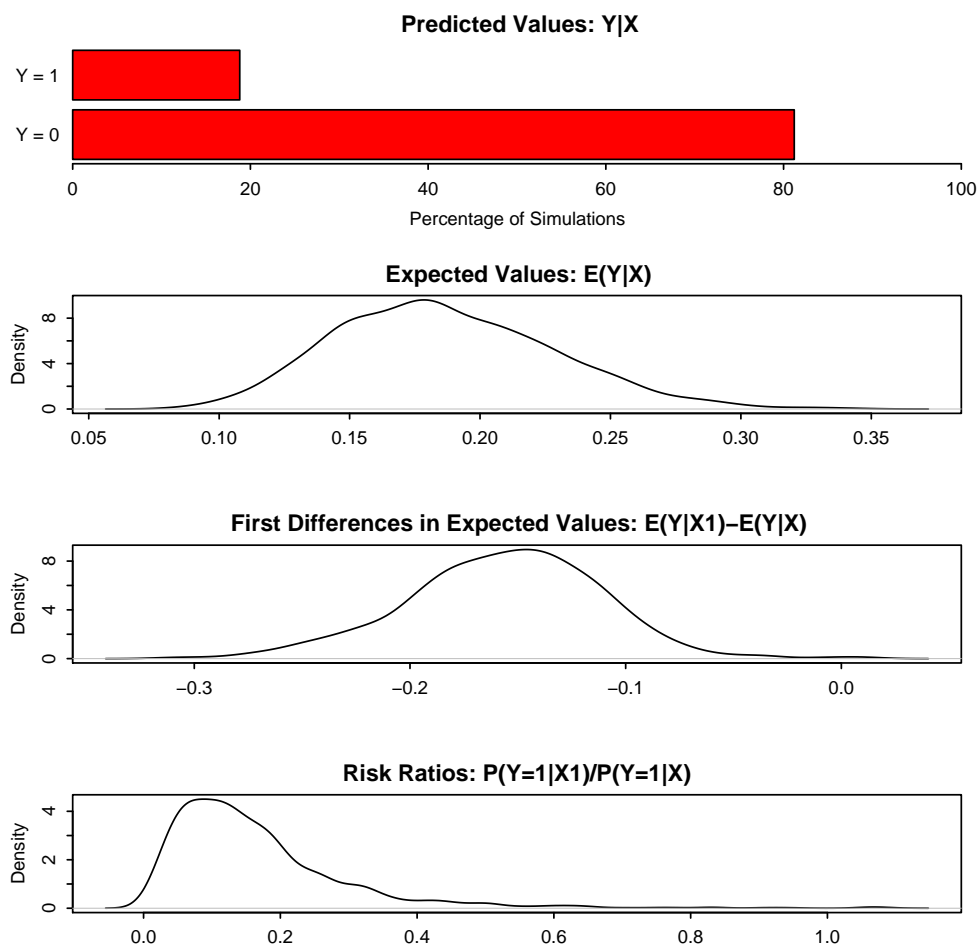 Predicted Values: Y|X
Y = 1
Y = 0
0 20 40 60 80 100
Percentage of Simulations
Expected Values: E(Y|X)
Density
8
4
0
0.05 0.10 0.15 0.20 0.25 0.30 0.35
First Differences in Expected Values: E(Y|X1)−E(Y|X)
Density
8
4
0
−0.3 −0.2 −0.1 0.0
Risk Ratios: P(Y=1|X1)/P(Y=1|X)
Density
4
2
0
0.0 0.2 0.4 0.6 0.8 1.0